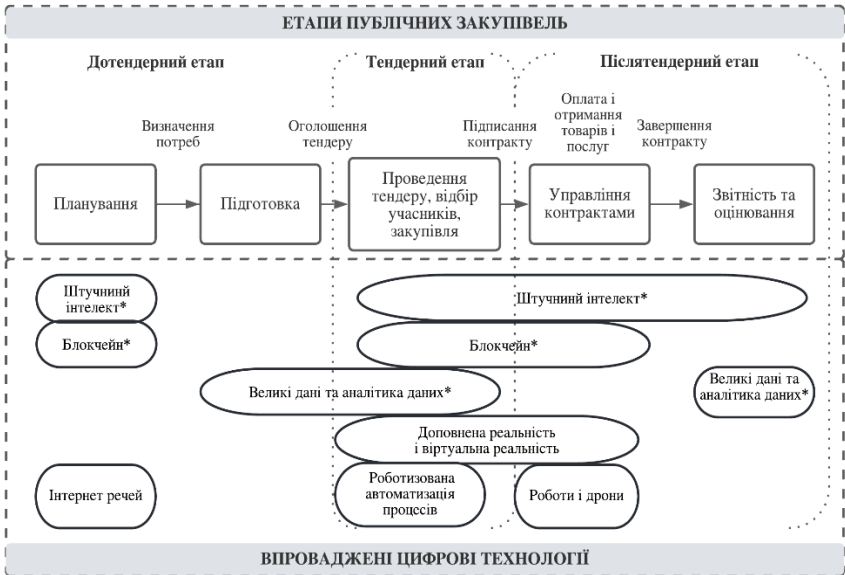 ЕТАПИ ПУБЛІЧНИХ ЗАКУПІВЕЛЬ
Дотендерний етап
Тендерний етап
Післятендерний етап
Визначення
потреб
Оголошення
тендеру
Підписання
контракту
Оплата і
отримання
товарів і
послуг
Завершення
контракту
Планування
Підготовка
Проведення
тендеру, відбір
учасників,
закупівля
Управління
контрактами
Звітність та
оцінювання
Штучниий
інтелект*
Штучниий інтелект*
Блокчейн*
Блокчейн*
Великі дані та аналітика даних*
Великі дані та
аналітика даних*
Доповнена реальність
і віртуальна реальність
Інтернет речей
Роботизована
автоматизація
процесів
Роботи і дрони
ВПРОВАДЖЕНІ ЦИФРОВІ ТЕХНОЛОГІЇ